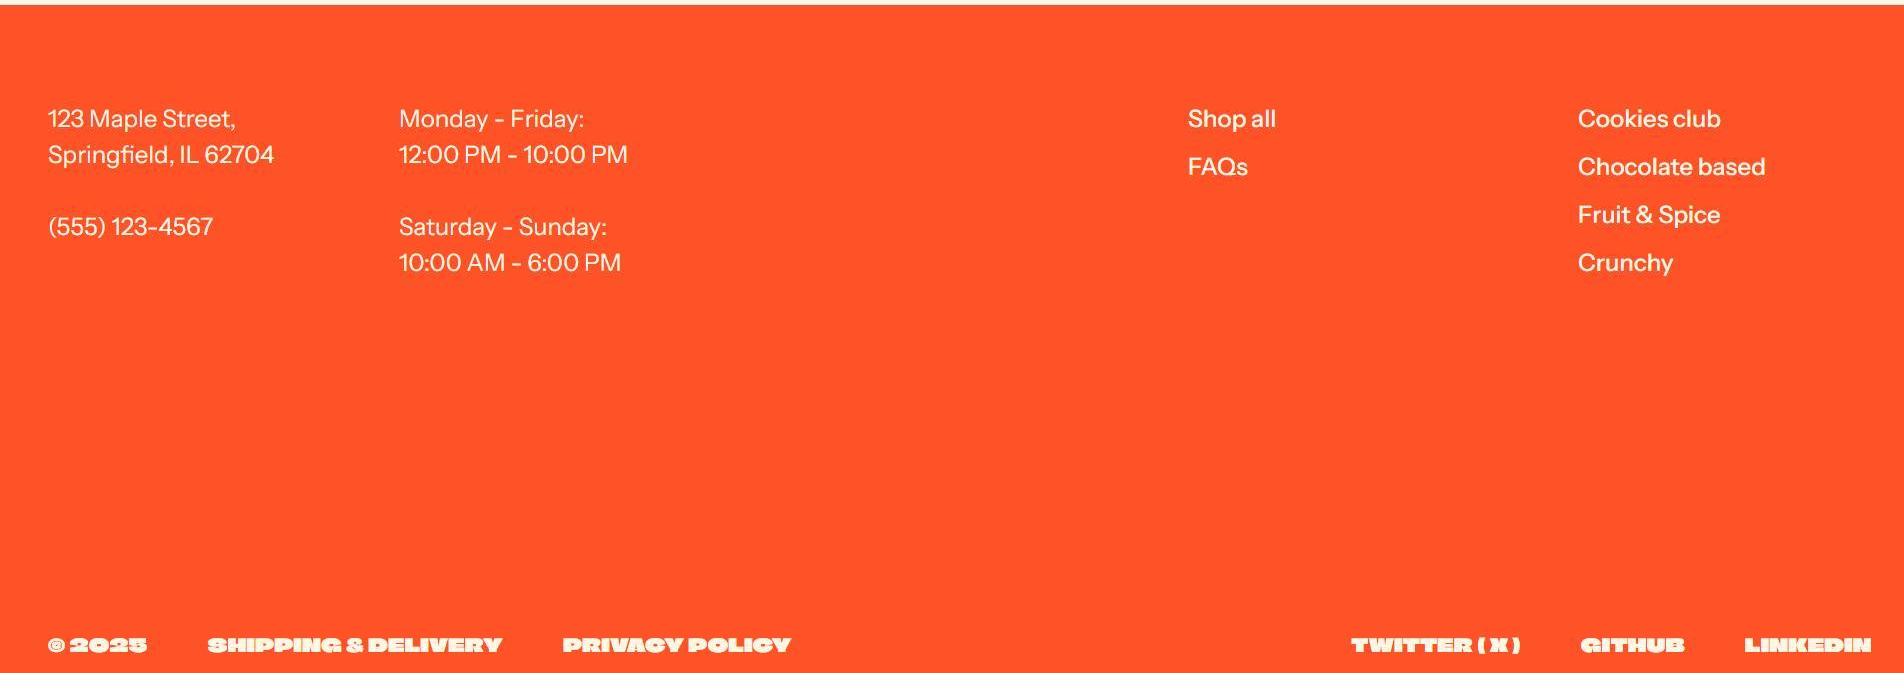 123 Maple Street,
Springfield, IL 62704
(555) 123-4567
Monday - Friday:
12:00 PM - 10:00 PM
Saturday - Sunday:
10:00 AM - 6:00 PM
Shop all
FAQs
Cookies club
Chocolate based
Fruit & Spice
Crunchy
© 2025
SHIPPING & DELIVERY
PRIVACY POLICY
TWITTER ( X )
GITHUB
LINKEDIN